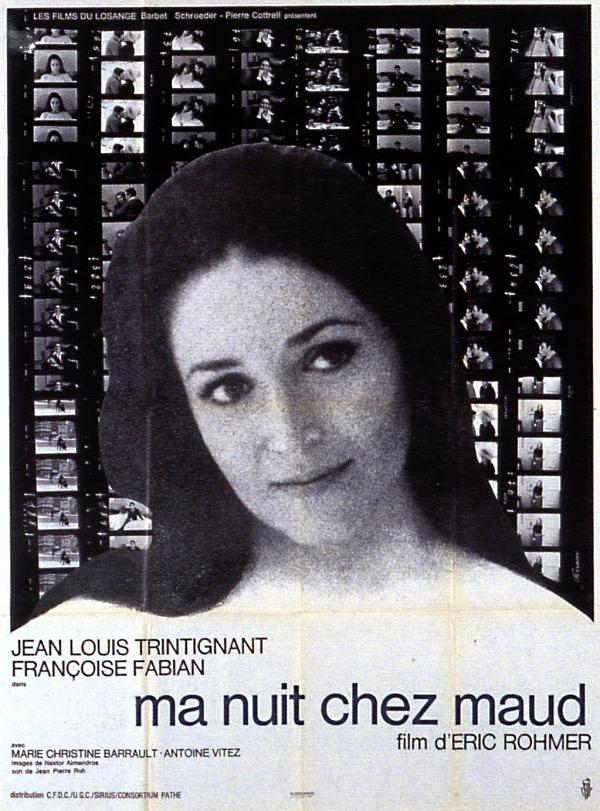 LES FILMS DU LOSANGE Barbet Schroeder - Pierre Cottrell présentent
JEAN LOUIS TRINTIGNANT
FRANÇOISE FABIAN
dans
ma nuit chez maud
film d'ERIC ROHMER
avec
MARIE CHRISTINE BARRAULT · ANTOINE VITEZ
images de Nestor Almendros
son de Jean Pierre Ruh
distribution C.F.D.C./U.G.C./SIRIUS/CONSORTIUM PATHE